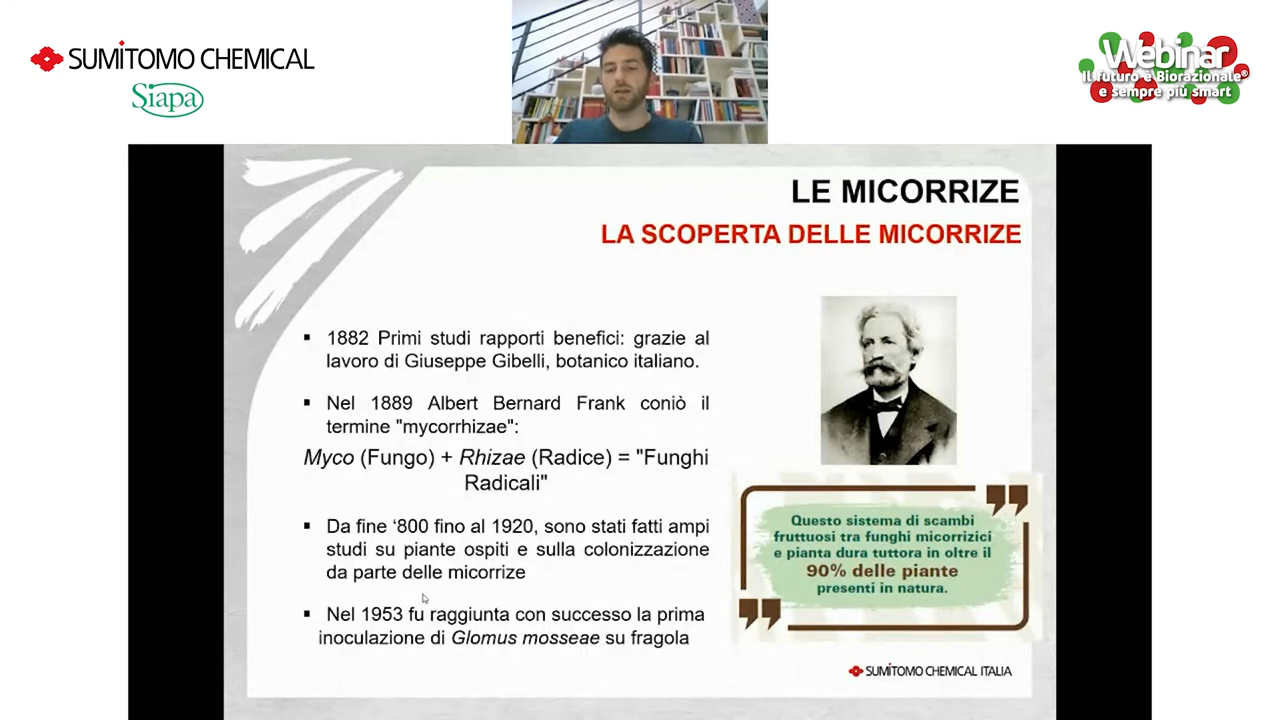 SUMITOMO CHEMICAL
Siapa
Webinar
Il futuro è Biorazionale®
e sempre più smart
LE MICORRIZE
LA SCOPERTA DELLE MICORRIZE
▪ 1882 Primi studi rapporti benefici: grazie al
lavoro di Giuseppe Gibelli, botanico italiano.
▪ Nel 1889 Albert Bernard Frank coniò il
termine "mycorrhizae":
Myco (Fungo) + Rhizae (Radice) = "Funghi
Radicali"
▪ Da fine ‘800 fino al 1920, sono stati fatti ampi
studi su piante ospiti e sulla colonizzazione
da parte delle micorrize
▪ Nel 1953 fu raggiunta con successo la prima
inoculazione di Glomus mosseae su fragola
Questo sistema di scambi
fruttuosi tra funghi micorrizici
e pianta dura tuttora in oltre il
90% delle piante
presenti in natura.
SUMITOMO CHEMICAL ITALIA